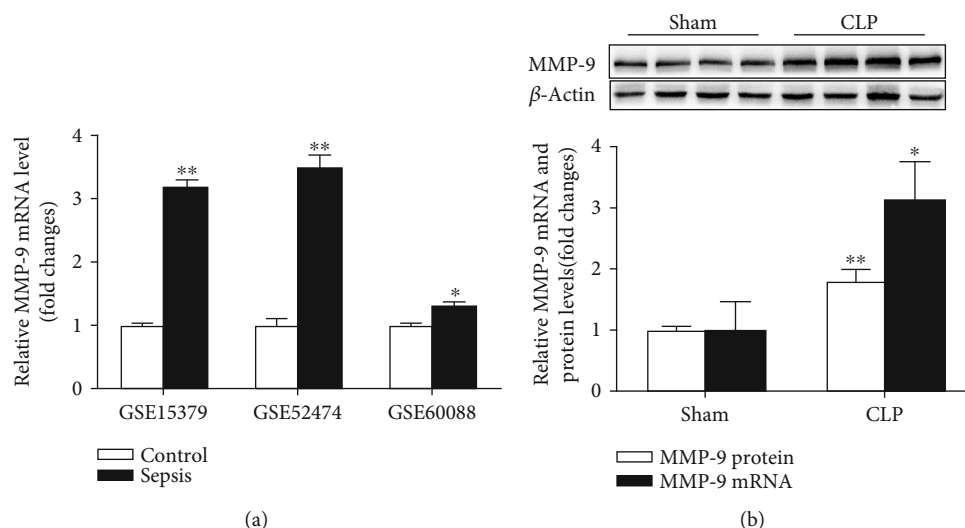 Relative MMP-9 mRNA level
(fold changes)
4
3
2
1
0
**
**
*
GSE15379
GSE52474
GSE60088
Control
Sepsis
(a)
Sham
CLP
MMP-9
β-Actin
Relative MMP-9 mRNA and
protein levels(fold changes)
4
3
2
1
0
**
*
Sham
CLP
MMP-9 protein
MMP-9 mRNA
(b)